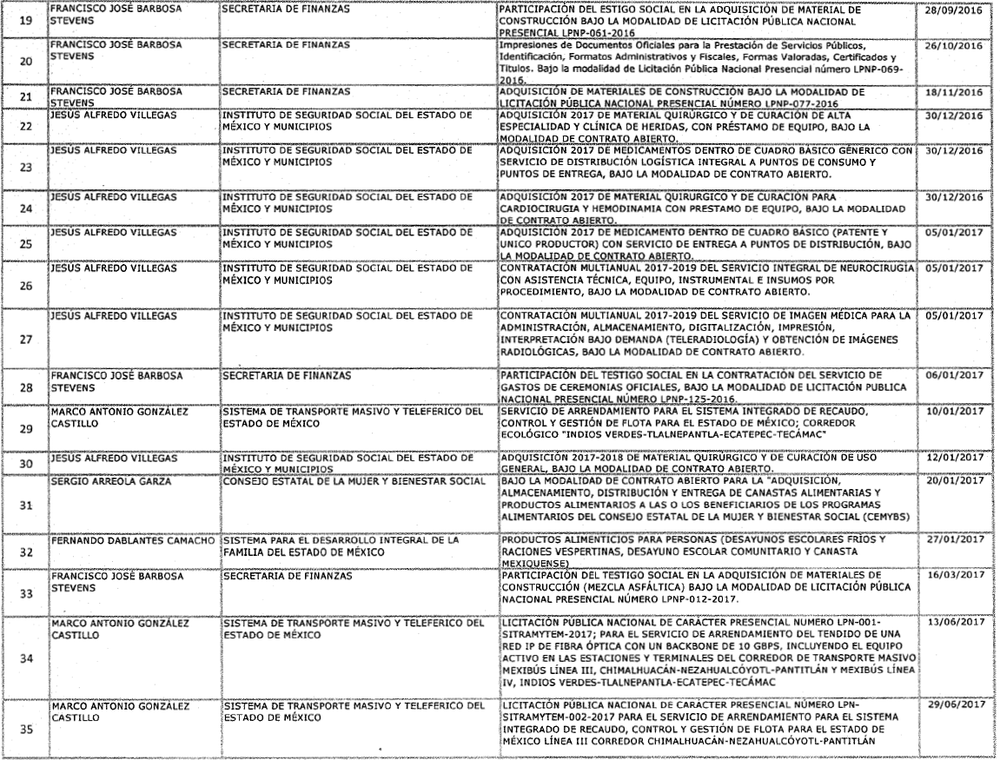 19
FRANCISCO JOSÉ BARBOSA
STEVENS
SECRETARIA DE FINANZAS
PARTICIPACIÓN DEL ESTIGO SOCIAL EN LA ADQUISICIÓN DE MATERIAL DE
CONSTRUCCIÓN BAJO LA MODALIDAD DE LICITACIÓN PÚBLICA NACIONAL
PRESENCIAL LPNP-061-2016
28/09/2016
20
FRANCISCO JOSÉ BARBOSA
STEVENS
SECRETARIA DE FINANZAS
Impresiones de Documentos Oficiales para la Prestación de Servicios Públicos,
Identificación, Formatos Administrativos y Fiscales, Formas Valoradas, Certificados y
Titulos. Bajo la modalidad de Licitación Pública Nacional Presencial número LPNP-069-
2016.
26/10/2016
21
FRANCISCO JOSÉ BARBOSA
STEVENS
SECRETARIA DE FINANZAS
ADQUISICIÓN DE MATERIALES DE CONSTRUCCIÓN BAJO LA MODALIDAD DE
LICITACIÓN PÚBLICA NACIONAL PRESENCIAL NÚMERO LPNP-077-2016
18/11/2016
22
JESÚS ALFREDO VILLEGAS
INSTITUTO DE SEGURIDAD SOCIAL DEL ESTADO DE
MÉXICO Y MUNICIPIOS
ADQUISICIÓN 2017 DE MATERIAL QUIRÚRGICO Y DE CURACIÓN DE ALTA
ESPECIALIDAD Y CLÍNICA DE HERIDAS, CON PRÉSTAMO DE EQUIPO, BAJO LA
MODALIDAD DE CONTRATO ABIERTO.
30/12/2016
23
JESÚS ALFREDO VILLEGAS
INSTITUTO DE SEGURIDAD SOCIAL DEL ESTADO DE
MÉXICO Y MUNICIPIOS
ADQUISICIÓN 2017 DE MEDICAMENTOS DENTRO DE CUADRO BÁSICO GÉNERICO CON
SERVICIO DE DISTRIBUCIÓN LOGÍSTICA INTEGRAL A PUNTOS DE CONSUMO Y
PUNTOS DE ENTREGA, BAJO LA MODALIDAD DE CONTRATO ABIERTO.
30/12/2016
24
JESÚS ALFREDO VILLEGAS
INSTITUTO DE SEGURIDAD SOCIAL DEL ESTADO DE
MÉXICO Y MUNICIPIOS
ADQUISICIÓN 2017 DE MATERIAL QUIRURGICO Y DE CURACIÓN PARA
CARDIOCIRUGIA Y HEMODINAMIA CON PRESTAMO DE EQUIPO, BAJO LA MODALIDAD
DE CONTRATO ABIERTO.
30/12/2016
25
JESÚS ALFREDO VILLEGAS
INSTITUTO DE SEGURIDAD SOCIAL DEL ESTADO DE
MÉXICO Y MUNICIPIOS
ADQUISICIÓN 2017 DE MEDICAMENTO DENTRO DE CUADRO BÁSICO (PATENTE Y
UNICO PRODUCTOR) CON SERVICIO DE ENTREGA A PUNTOS DE DISTRIBUCIÓN, BAJO
LA MODALIDAD DE CONTRATO ABIERTO.
05/01/2017
26
JESÚS ALFREDO VILLEGAS
INSTITUTO DE SEGURIDAD SOCIAL DEL ESTADO DE
MÉXICO Y MUNICIPIOS
CONTRATACIÓN MULTIANUAL 2017-2019 DEL SERVICIO INTEGRAL DE NEUROCIRUGIA
CON ASISTENCIA TÉCNICA, EQUIPO, INSTRUMENTAL E INSUMOS POR
PROCEDIMIENTO, BAJO LA MODALIDAD DE CONTRATO ABIERTO.
05/01/2017
27
JESÚS ALFREDO VILLEGAS
INSTITUTO DE SEGURIDAD SOCIAL DEL ESTADO DE
MÉXICO Y MUNICIPIOS
CONTRATACIÓN MULTIANUAL 2017-2019 DEL SERVICIO DE IMAGEN MÉDICA PARA LA
ADMINISTRACIÓN, ALMACENAMIENTO, DIGITALIZACIÓN, IMPRESIÓN,
INTERPRETACIÓN BAJO DEMANDA (TELERADIOLOGÍA) Y OBTENCIÓN DE IMÁGENES
RADIOLÓGICAS, BAJO LA MODALIDAD DE CONTRATO ABIERTO.
05/01/2017
28
FRANCISCO JOSÉ BARBOSA
STEVENS
SECRETARIA DE FINANZAS
PARTICIPACIÓN DEL TESTIGO SOCIAL EN LA CONTRATACIÓN DEL SERVICIO DE
GASTOS DE CEREMONIAS OFICIALES, BAJO LA MODALIDAD DE LICITACIÓN PUBLICA
NACIONAL PRESENCIAL NÚMERO LPNP-125-2016.
06/01/2017
29
MARCO ANTONIO GONZÁLEZ
CASTILLO
SISTEMA DE TRANSPORTE MASIVO Y TELEFERICO DEL
ESTADO DE MÉXICO
SERVICIO DE ARRENDAMIENTO PARA EL SISTEMA INTEGRADO DE RECAUDO,
CONTROL Y GESTIÓN DE FLOTA PARA EL ESTADO DE MÉXICO; CORREDOR
ECOLÓGICO "INDIOS VERDES-TLALNEPANTLA-ECATEPEC-TECÁMAC"
10/01/2017
30
JESÚS ALFREDO VILLEGAS
INSTITUTO DE SEGURIDAD SOCIAL DEL ESTADO DE
MÉXICO Y MUNICIPIOS
ADQUISICIÓN 2017-2018 DE MATERIAL QUIRURGICO Y DE CURACIÓN DE USO
GENERAL, BAJO LA MODALIDAD DE CONTRATO ABIERTO.
12/01/2017
31
SERGIO ARREOLA GARZA
CONSEJO ESTATAL DE LA MUJER Y BIENESTAR SOCIAL
BAJO LA MODALIDAD DE CONTRATO ABIERTO PARA LA "ADQUISICIÓN,
ALMACENAMIENTO, DISTRIBUCIÓN Y ENTREGA DE CANASTAS ALIMENTARIAS Y
PRODUCTOS ALIMENTARIOS A LAS O LOS BENEFICIARIOS DE LOS PROGRAMAS
ALIMENTARIOS DEL CONSEJO ESTATAL DE LA MUJER Y BIENESTAR SOCIAL (CEMYBS)
20/01/2017
32
FERNANDO DABLANTES CAMACHO
SISTEMA PARA EL DESARROLLO INTEGRAL DE LA
FAMILIA DEL ESTADO DE MÉXICO
PRODUCTOS ALIMENTICIOS PARA PERSONAS (DESAYUNOS ESCOLARES FRÍOS Y
RACIONES VESPERTINAS, DESAYUNO ESCOLAR COMUNITARIO Y CANASTA
MEXIQUENSE)
27/01/2017
33
FRANCISCO JOSÉ BARBOSA
STEVENS
SECRETARIA DE FINANZAS
PARTICIPACIÓN DEL TESTIGO SOCIAL EN LA ADQUISICIÓN DE MATERIALES DE
CONSTRUCCIÓN (MEZCLA ASFÁLTICA) BAJO LA MODALIDAD DE LICITACIÓN PÚBLICA
NACIONAL PRESENCIAL NÚMERO LPNP-012-2017.
16/03/2017
34
MARCO ANTONIO GONZÁLEZ
CASTILLO
SISTEMA DE TRANSPORTE MASIVO Y TELEFERICO DEL
ESTADO DE MÉXICO
LICITACIÓN PÚBLICA NACIONAL DE CARÁCTER PRESENCIAL NUMERO LPN-001-
SITRAMYTEM-2017; PARA EL SERVICIO DE ARRENDAMIENTO DEL TENDIDO DE UNA
RED IP DE FIBRA ÓPTICA CON UN BACKBONE DE 10 GBPS, INCLUYENDO EL EQUIPO
ACTIVO EN LAS ESTACIONES Y TERMINALES DEL CORREDOR DE TRANSPORTE MASIVO
MEXIBÚS LÍNEA III, CHIMALHUACÁN-NEZAHUALCÓYOTL-PANTITLÁN Y MEXIBÚS LÍNEA
IV, INDIOS VERDES-TLALNEPANTLA-ECATEPEC-TECÁMAC
13/06/2017
35
MARCO ANTONIO GONZÁLEZ
CASTILLO
SISTEMA DE TRANSPORTE MASIVO Y TELEFERICO DEL
ESTADO DE MÉXICO
LICITACIÓN PÚBLICA NACIONAL DE CARÁCTER PRESENCIAL NÚMERO LPN-
SITRAMYTEM-002-2017 PARA EL SERVICIO DE ARRENDAMIENTO PARA EL SISTEMA
INTEGRADO DE RECAUDO, CONTROL Y GESTIÓN DE FLOTA PARA EL ESTADO DE
MÉXICO LÍNEA III CORREDOR CHIMALHUACÁN-NEZAHUALCÓYOTL-PANTITLÁN
29/06/2017